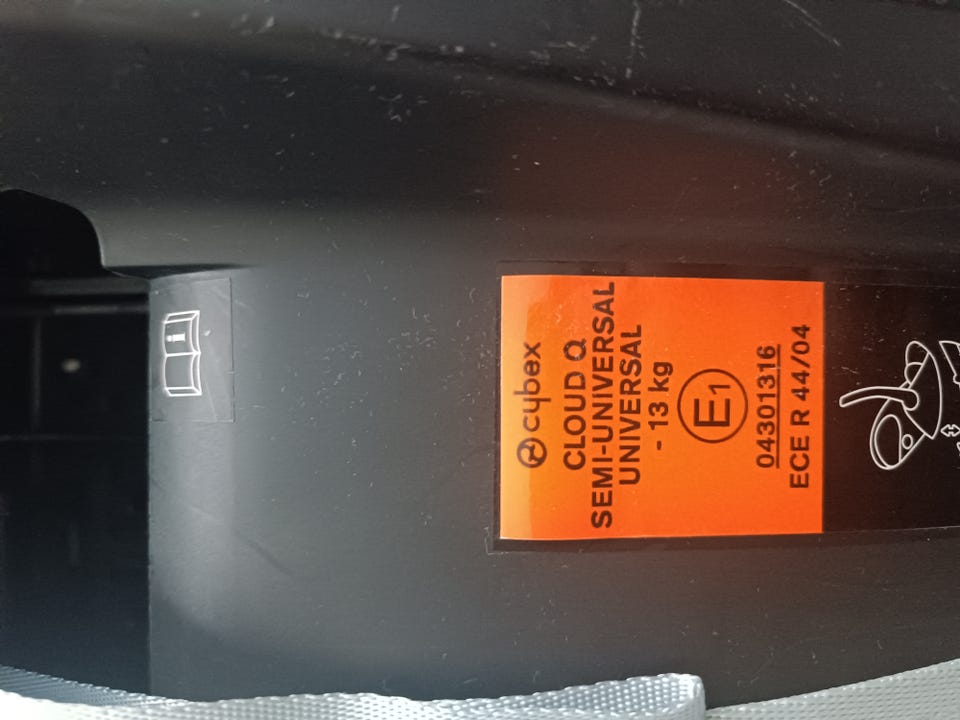 cybex
CLOUD Q
SEMI-UNIVERSAL
UNIVERSAL
- 13 kg
E1
04301316
ECE R 44/04
i